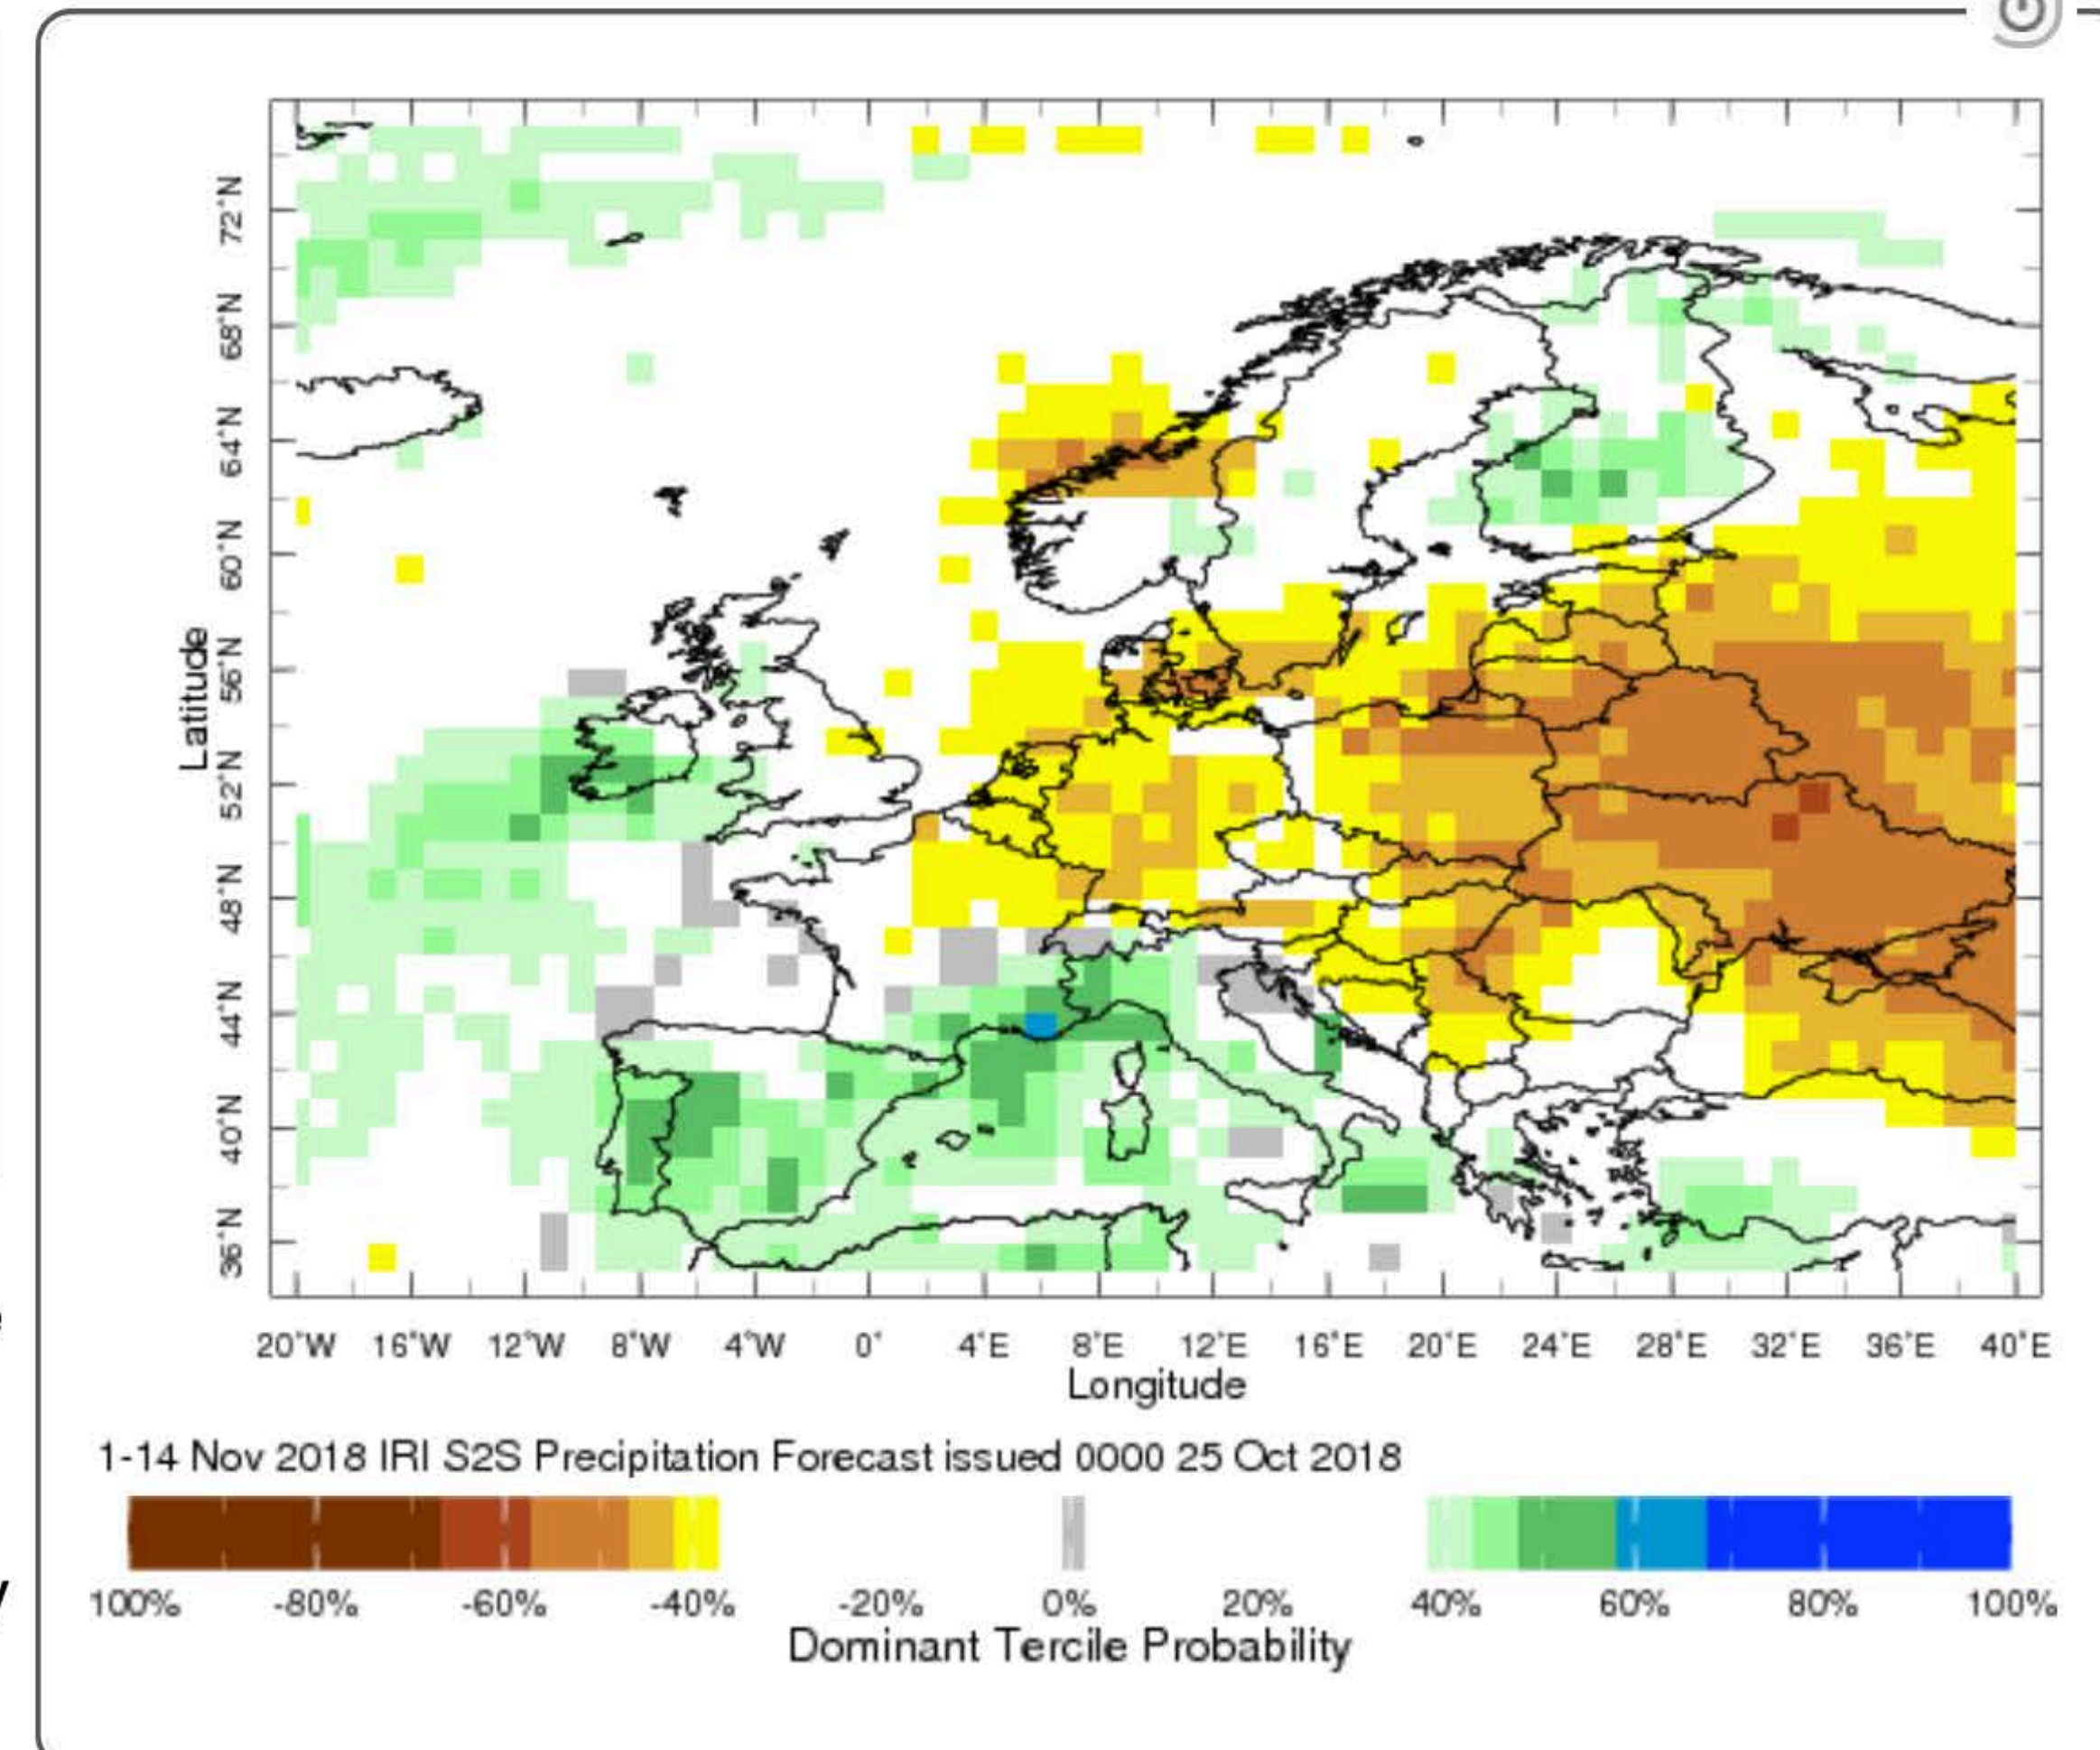 72°N
68°N
64°N
60°N
56°N
52°N
48°N
44°N
40°N
36°N
Latitude
20°W 16°W 12°W 8°W 4°W 0° 4°E 8°E 12°E 16°E 20°E 24°E 28°E 32°E 36°E 40°E
Longitude
1-14 Nov 2018 IRI S2S Precipitation Forecast issued 0000 25 Oct 2018
100% -80% -60% -40% -20% 0% 20% 40% 60% 80% 100%
Dominant Tercile Probability